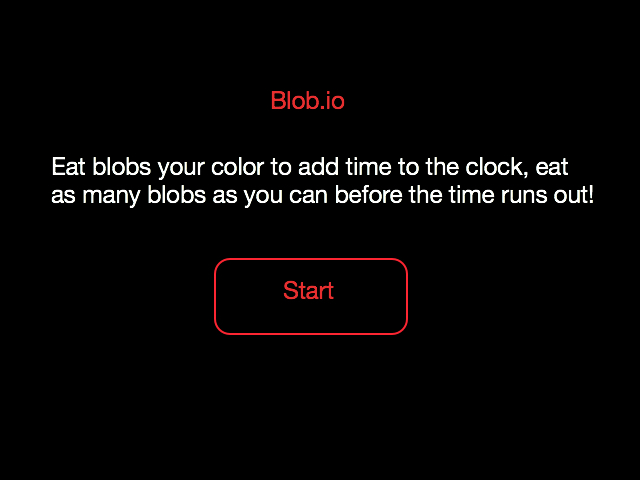 Blob.io
Eat blobs your color to add time to the clock, eat
as many blobs as you can before the time runs out!
Start